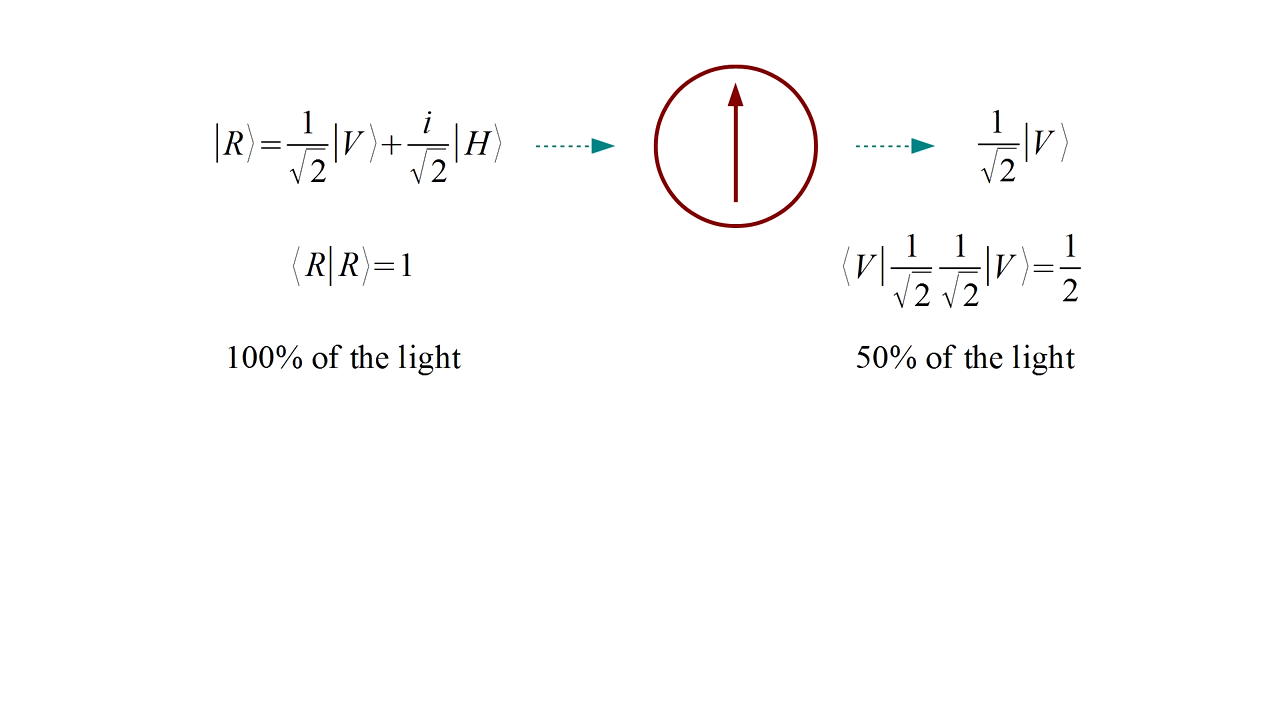 |R⟩=1/√2|V⟩+i/√2|H⟩ 1/√2|V⟩
⟨R|R⟩=1 ⟨V|1/√2 1/√2|V⟩=1/2
100% of the light 50% of the light